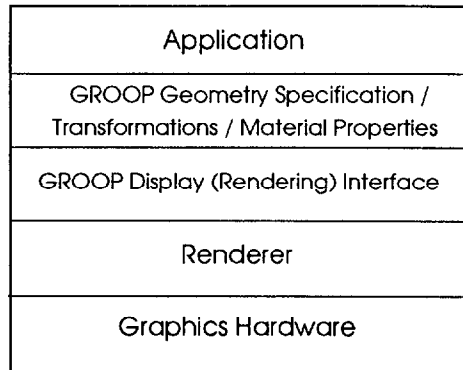 Application
GROOP Geometry Specification /
Transformations / Material Properties
GROOP Display (Rendering) Interface
Renderer
Graphics Hardware